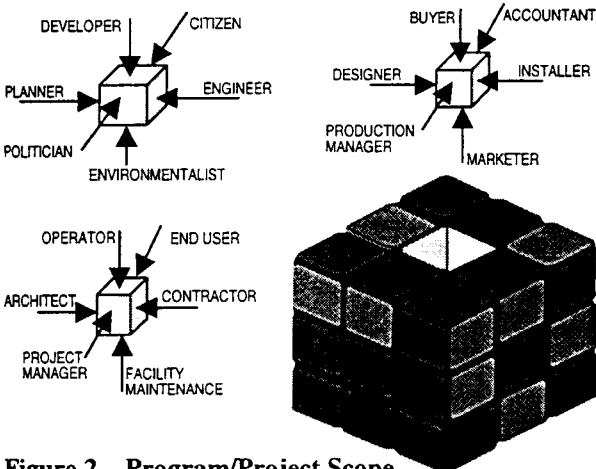 DEVELOPER
CITIZEN
PLANNER
ENGINEER
POLITICIAN
ENVIRONMENTALIST
BUYER
ACCOUNTANT
DESIGNER
INSTALLER
PRODUCTION
MANAGER
MARKETER
OPERATOR
END USER
ARCHITECT
CONTRACTOR
PROJECT
MANAGER
FACILITY
MAINTENANCE
Figure 2. Program/Project Scope